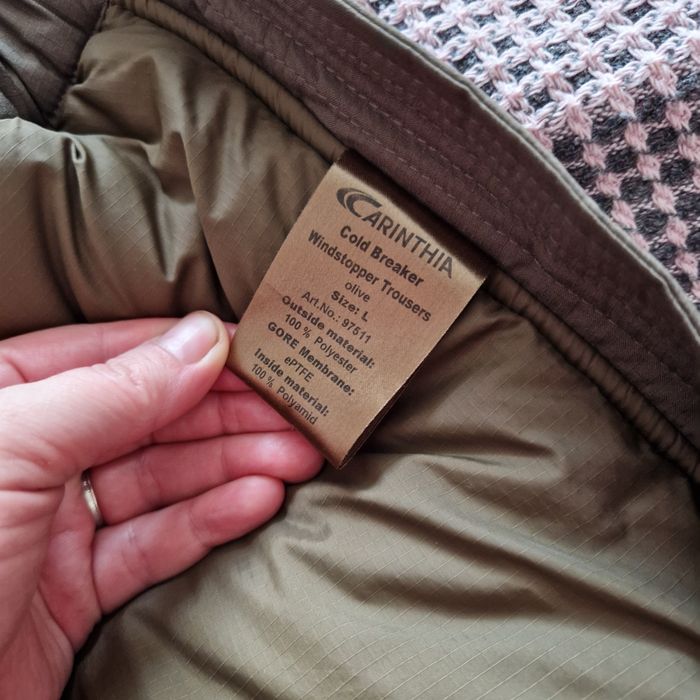 CARINTHIA
Cold Breaker
Windstopper Trousers
olive
Size: L
Art.No.: 97511
Outside material:
100 % Polyester
GORE Membrane:
ePTFE
Inside material:
100 % Polyamid